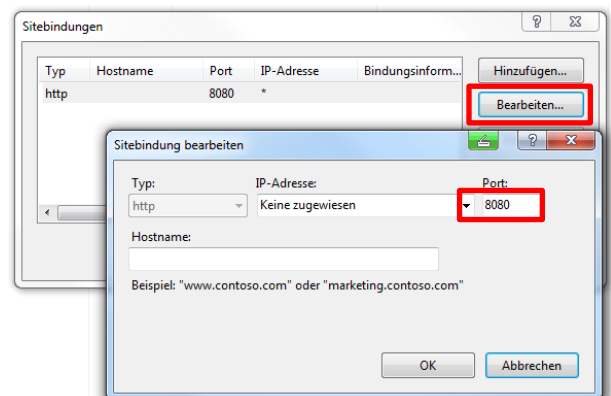 Sitebindungen
Typ Hostname Port IP-Adresse Bindungsinform...
http 8080 *
Hinzufügen...
Bearbeiten...
Sitebindung bearbeiten
Typ: IP-Adresse: Port:
http Keine zugewiesen 8080
Hostname:
Beispiel: "www.contoso.com" oder "marketing.contoso.com"
OK Abbrechen